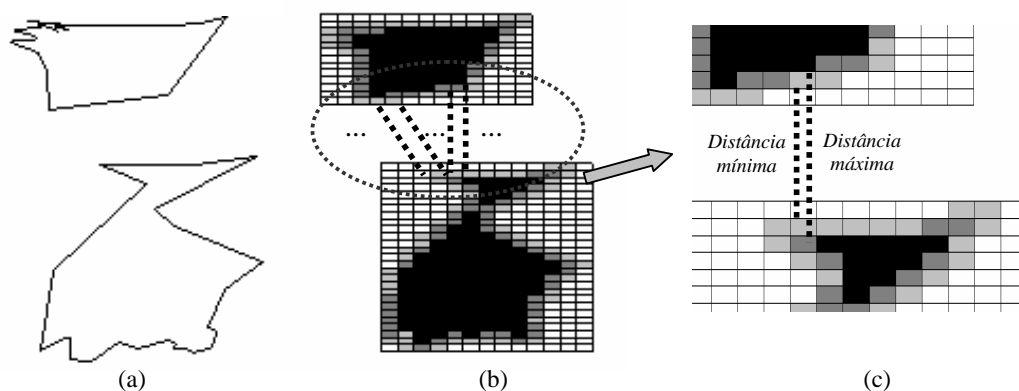 ... ... ...
Distância mínima
Distância máxima
(a)
(b)
(c)